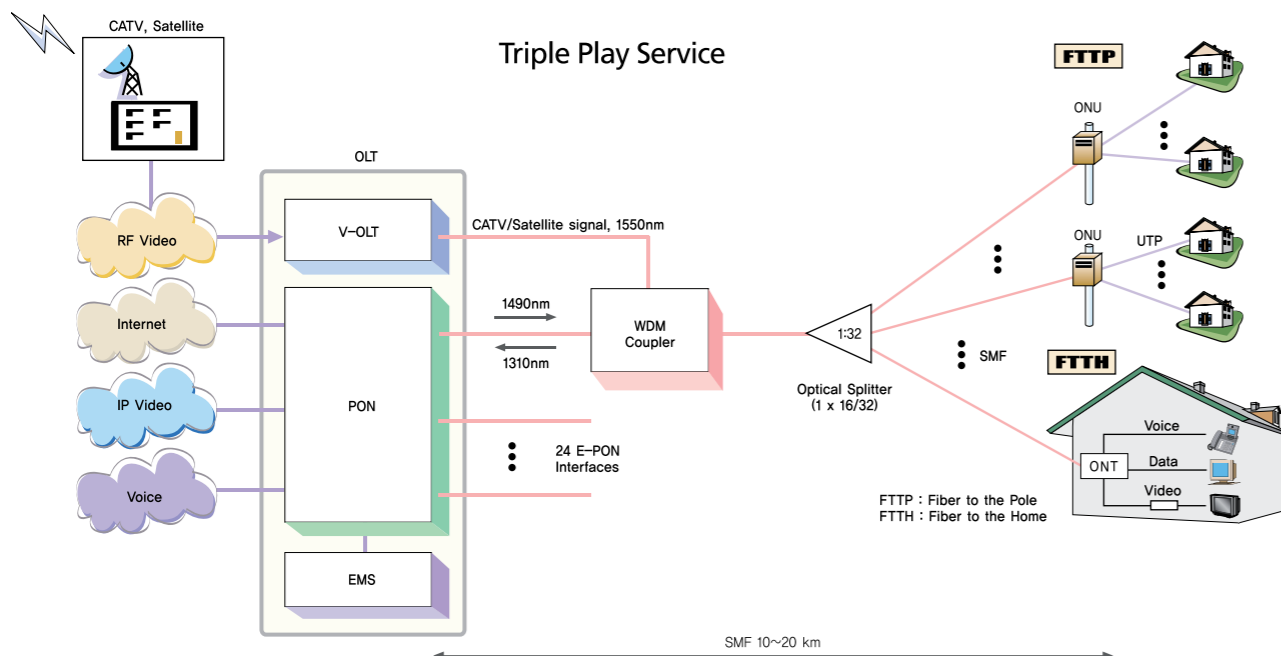 Triple Play Service
CATV, Satellite
RF Video
Internet
IP Video
Voice
OLT
V-OLT
PON
EMS
CATV/Satellite signal, 1550nm
1490nm
1310nm
24 E-PON
Interfaces
WDM
Coupler
1:32
Optical Splitter
(1 x 16/32)
SMF
FTTP
ONU
ONU
UTP
FTTH
ONT
Voice
Data
Video
FTTP : Fiber to the Pole
FTTH : Fiber to the Home
SMF 10~20 km